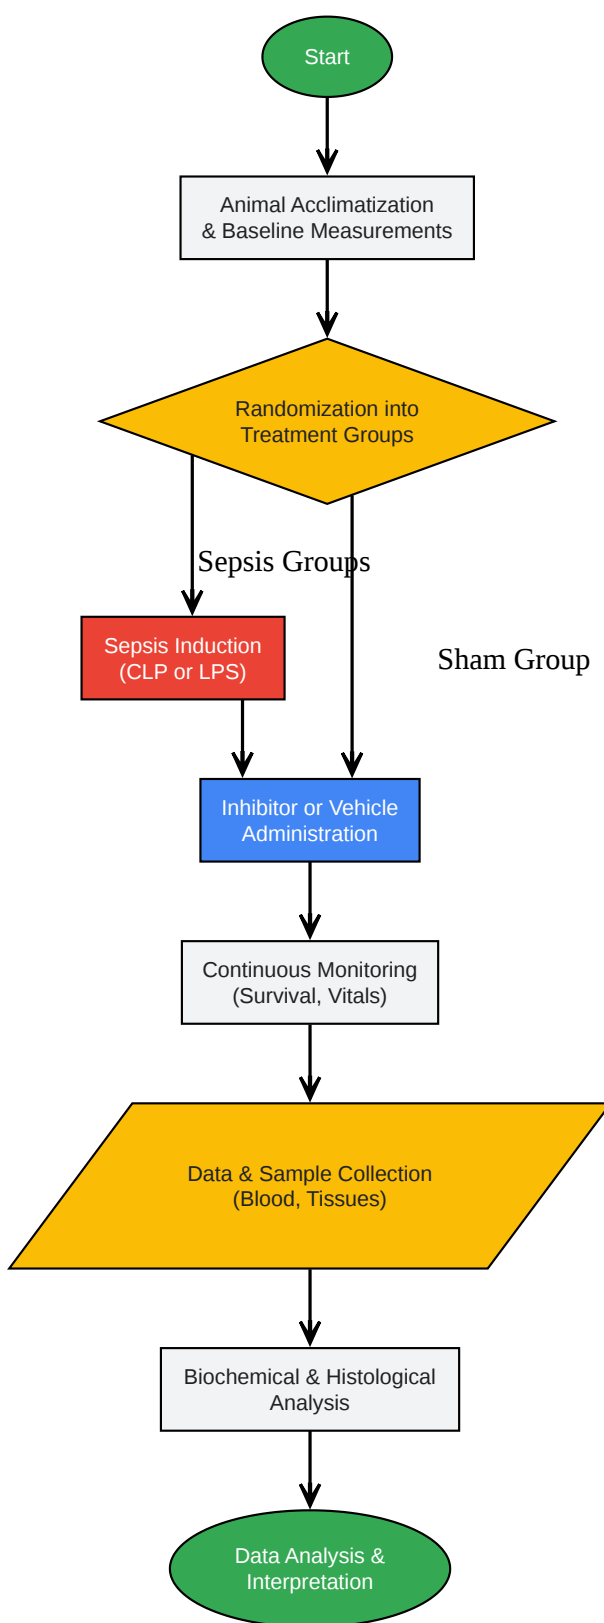 Start
Animal Acclimatization
& Baseline Measurements
Randomization into
Treatment Groups
Sepsis Groups
Sepsis Induction
(CLP or LPS)
Sham Group
Inhibitor or Vehicle
Administration
Continuous Monitoring
(Survival, Vitals)
Data & Sample Collection
(Blood, Tissues)
Biochemical & Histological
Analysis
Data Analysis &
Interpretation